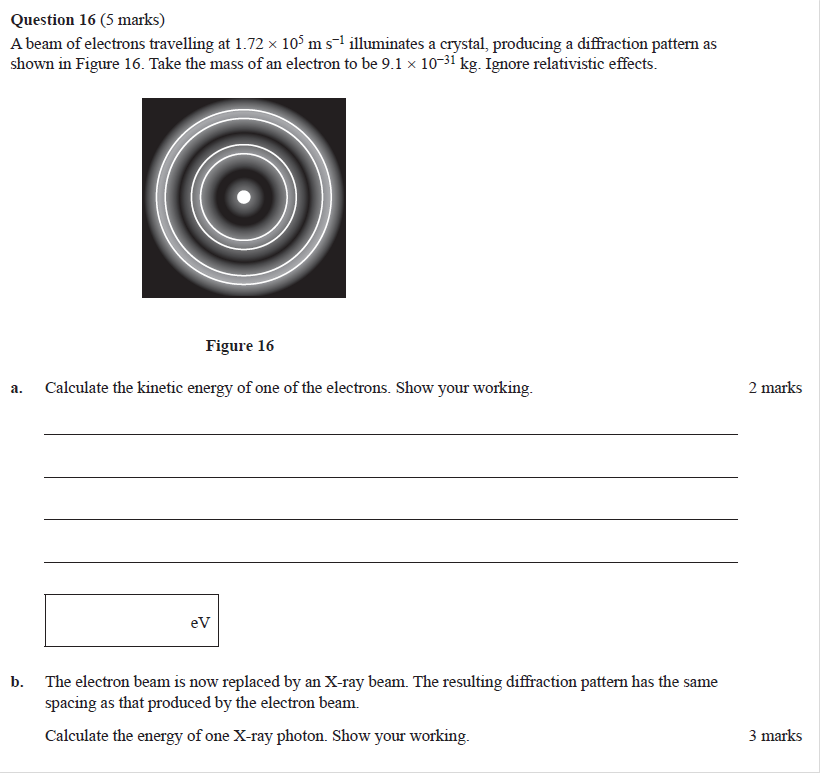 Question 16 (5 marks)
A beam of electrons travelling at 1.72 × 10⁵ m s⁻¹ illuminates a crystal, producing a diffraction pattern as
shown in Figure 16. Take the mass of an electron to be 9.1 × 10⁻³¹ kg. Ignore relativistic effects.
Figure 16
a. Calculate the kinetic energy of one of the electrons. Show your working. 2 marks
eV
b. The electron beam is now replaced by an X-ray beam. The resulting diffraction pattern has the same
spacing as that produced by the electron beam.
Calculate the energy of one X-ray photon. Show your working. 3 marks